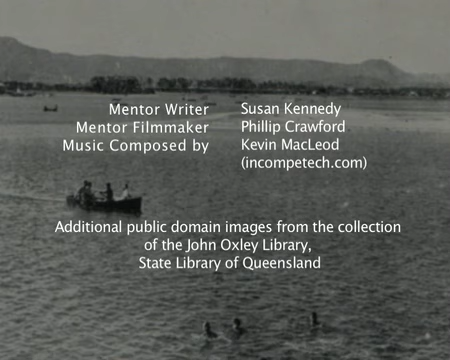 Mentor Writer Susan Kennedy
Mentor Filmmaker Phillip Crawford
Music Composed by Kevin MacLeod
(incompetech.com)
Additional public domain images from the collection
of the John Oxley Library,
State Library of Queensland